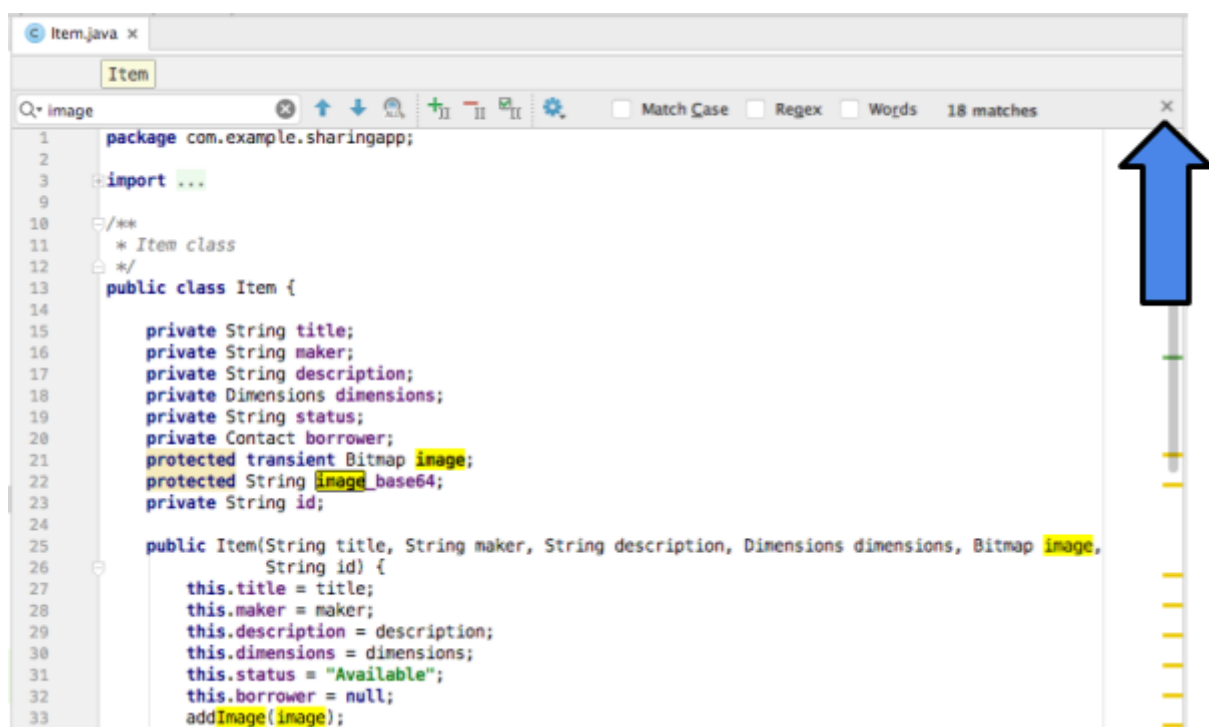 Item.java
Item
image Match Case Regex Words 18 matches
1 package com.example.sharingapp;
2
3 import ...
9
10 /**
11 * Item class
12 */
13 public class Item {
14
15 private String title;
16 private String maker;
17 private String description;
18 private Dimensions dimensions;
19 private String status;
20 private Contact borrower;
21 protected transient Bitmap image;
22 protected String image_base64;
23 private String id;
24
25 public Item(String title, String maker, String description, Dimensions dimensions, Bitmap image,
26 String id) {
27 this.title = title;
28 this.maker = maker;
29 this.description = description;
30 this.dimensions = dimensions;
31 this.status = "Available";
32 this.borrower = null;
33 addImage(image);